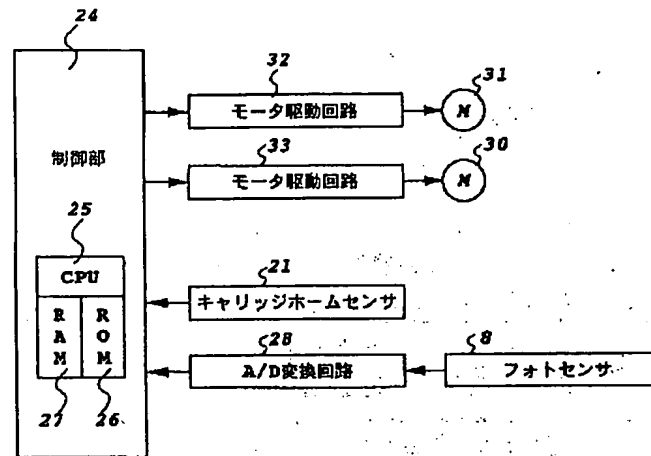 24
32
31
モータ駆動回路
M
33
30
制御部
モータ駆動回路
M
25
CPU
RAM
ROM
27
26
21
キャリッジホームセンサ
28
8
A/D変換回路
フォトセンサ